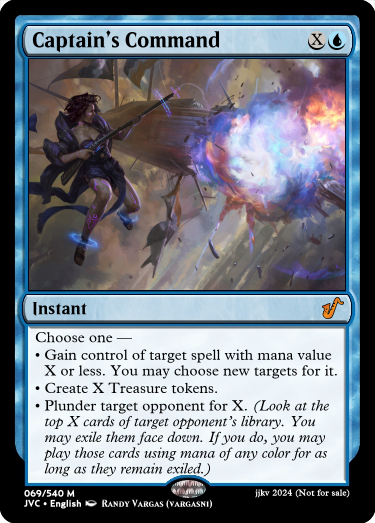 Captain's Command X
Instant
Choose one —
• Gain control of target spell with mana value
X or less. You may choose new targets for it.
• Create X Treasure tokens.
• Plunder target opponent for X. (Look at the
top X cards of target opponent's library. You
may exile them face down. If you do, you may
play those cards using mana of any color for as
long as they remain exiled.)
069/540 M
JVC • English RANDY VARGAS (VARGASNI)
jjkv 2024 (Not for sale)